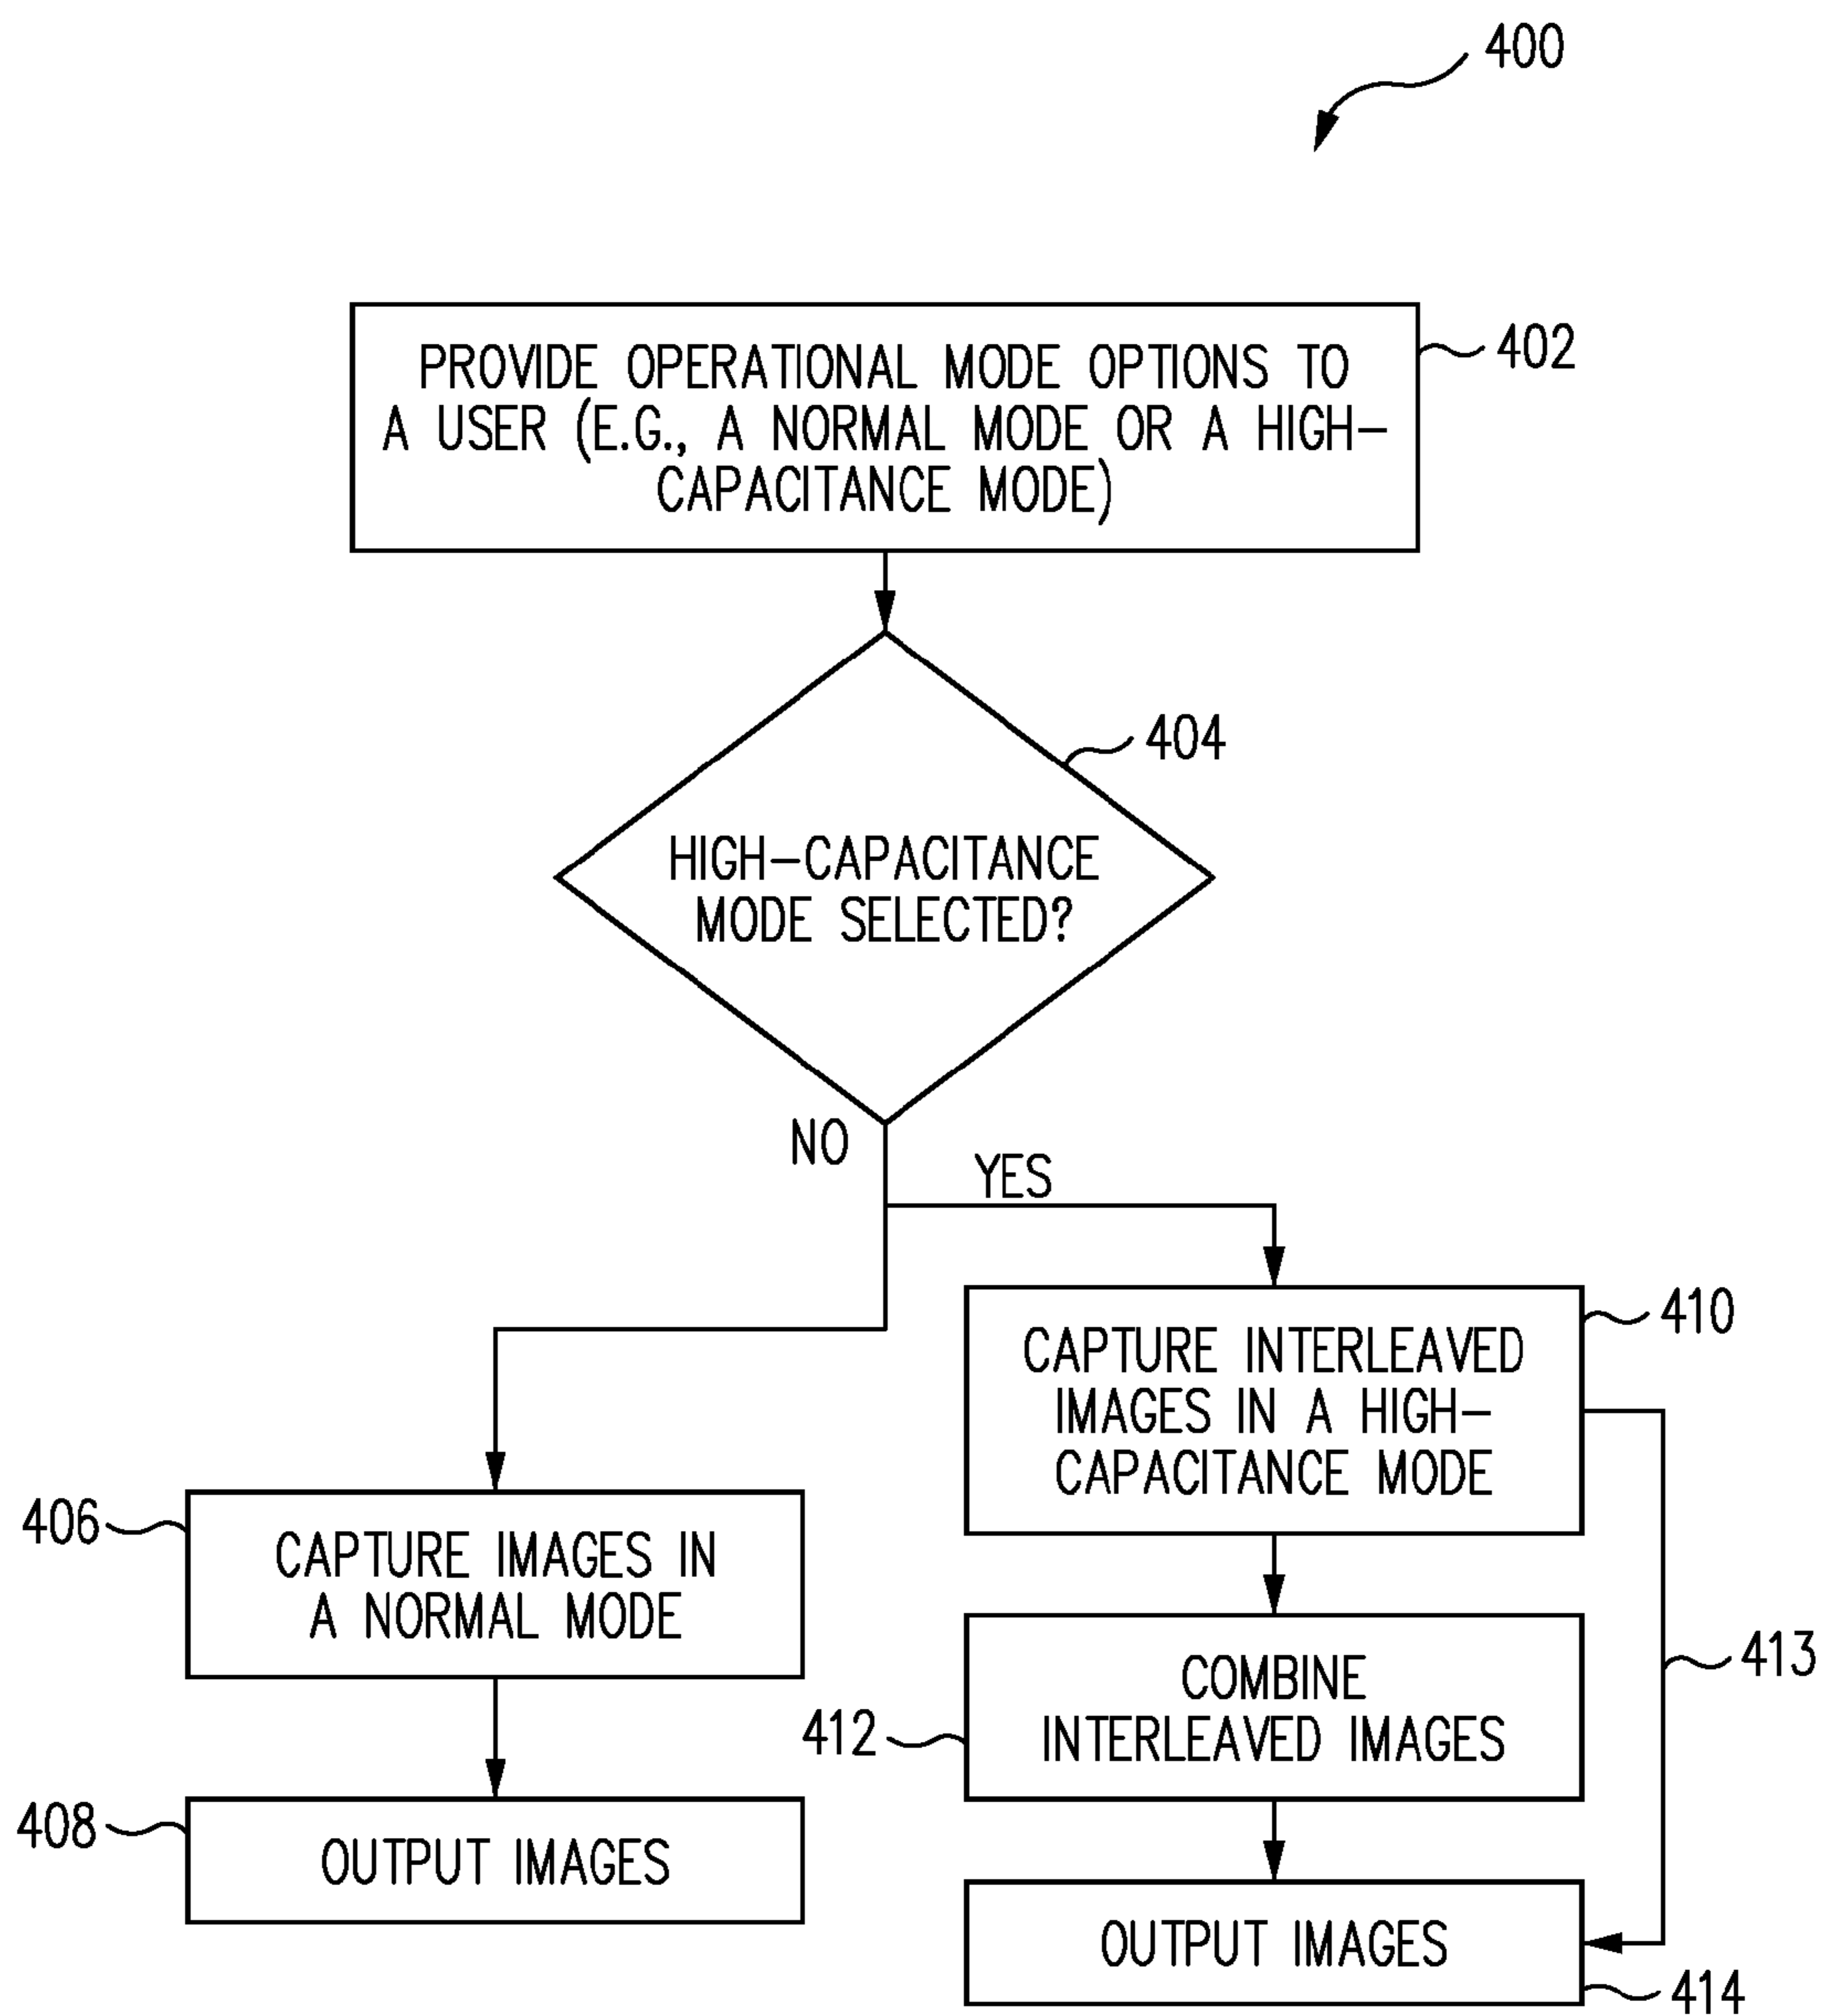 400
PROVIDE OPERATIONAL MODE OPTIONS TO
A USER (E.G., A NORMAL MODE OR A HIGH-
CAPACITANCE MODE)
402
404
HIGH-CAPACITANCE
MODE SELECTED?
NO
YES
410
CAPTURE INTERLEAVED
IMAGES IN A HIGH-
CAPACITANCE MODE
406
CAPTURE IMAGES IN
A NORMAL MODE
413
412
COMBINE
INTERLEAVED IMAGES
408
OUTPUT IMAGES
OUTPUT IMAGES
414